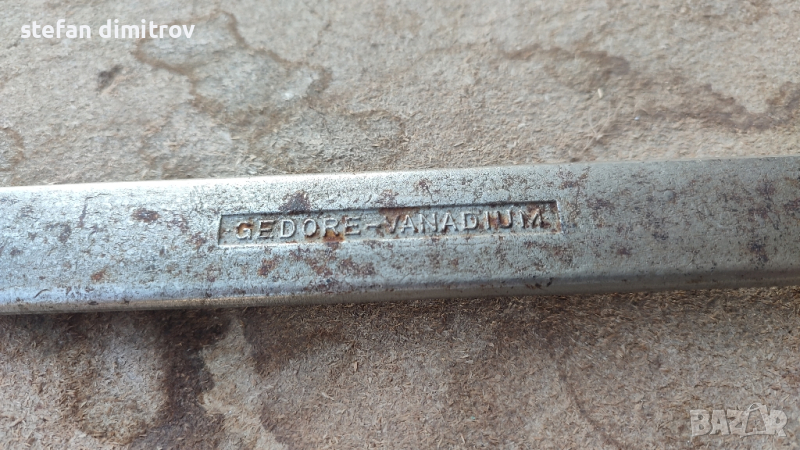 stefan dimitrov
GEDORE-VANADIUM
BAZAR